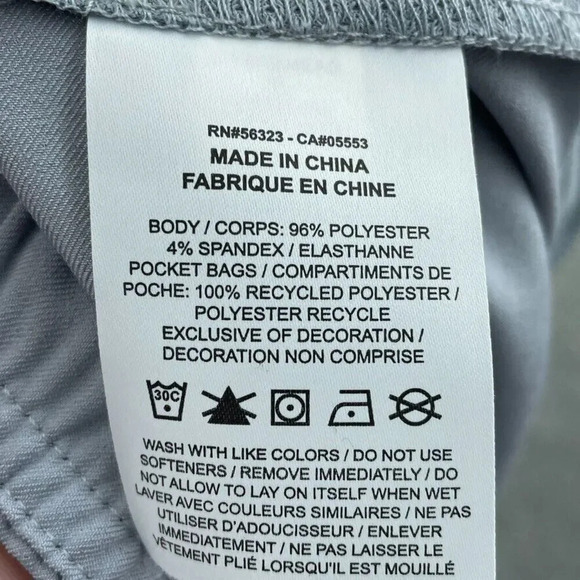 RN#56323 - CA#05553
MADE IN CHINA
FABRIQUE EN CHINE
BODY / CORPS: 96% POLYESTER
4% SPANDEX / ELASTHANNE
POCKET BAGS / COMPARTIMENTS DE
POCHE: 100% RECYCLED POLYESTER /
POLYESTER RECYCLE
EXCLUSIVE OF DECORATION /
DECORATION NON COMPRISE
30C
WASH WITH LIKE COLORS / DO NOT USE
SOFTENERS / REMOVE IMMEDIATELY / DO
NOT ALLOW TO LAY ON ITSELF WHEN WET
LAVER AVEC COULEURS SIMILAIRES / NE PAS
UTILISER D'ADOUCISSEUR / ENLEVER
IMMEDIATEMENT / NE PAS LAISSER LE
VÊTEMENT PLIÉ LORSQU'IL EST MOUILLÉ